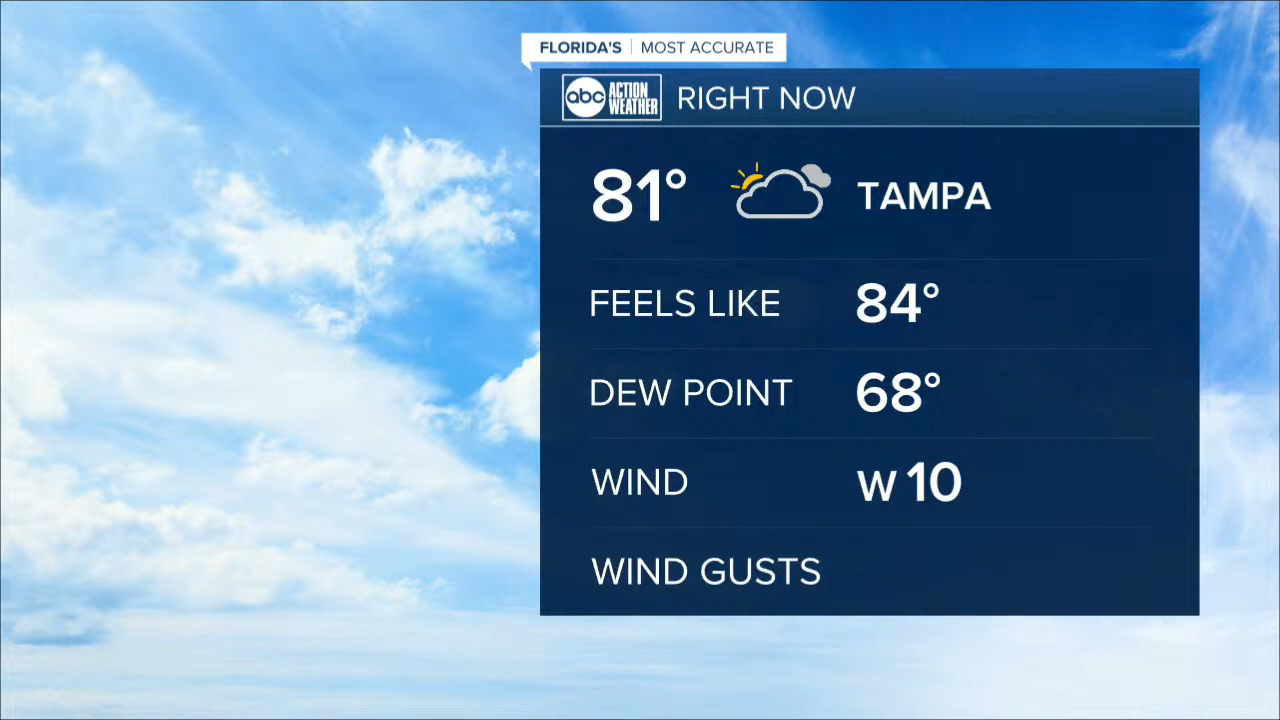 FLORIDA'S | MOST ACCURATE
abc ACTION WEATHER RIGHT NOW
81° TAMPA
FEELS LIKE 84°
DEW POINT 68°
WIND W 10
WIND GUSTS